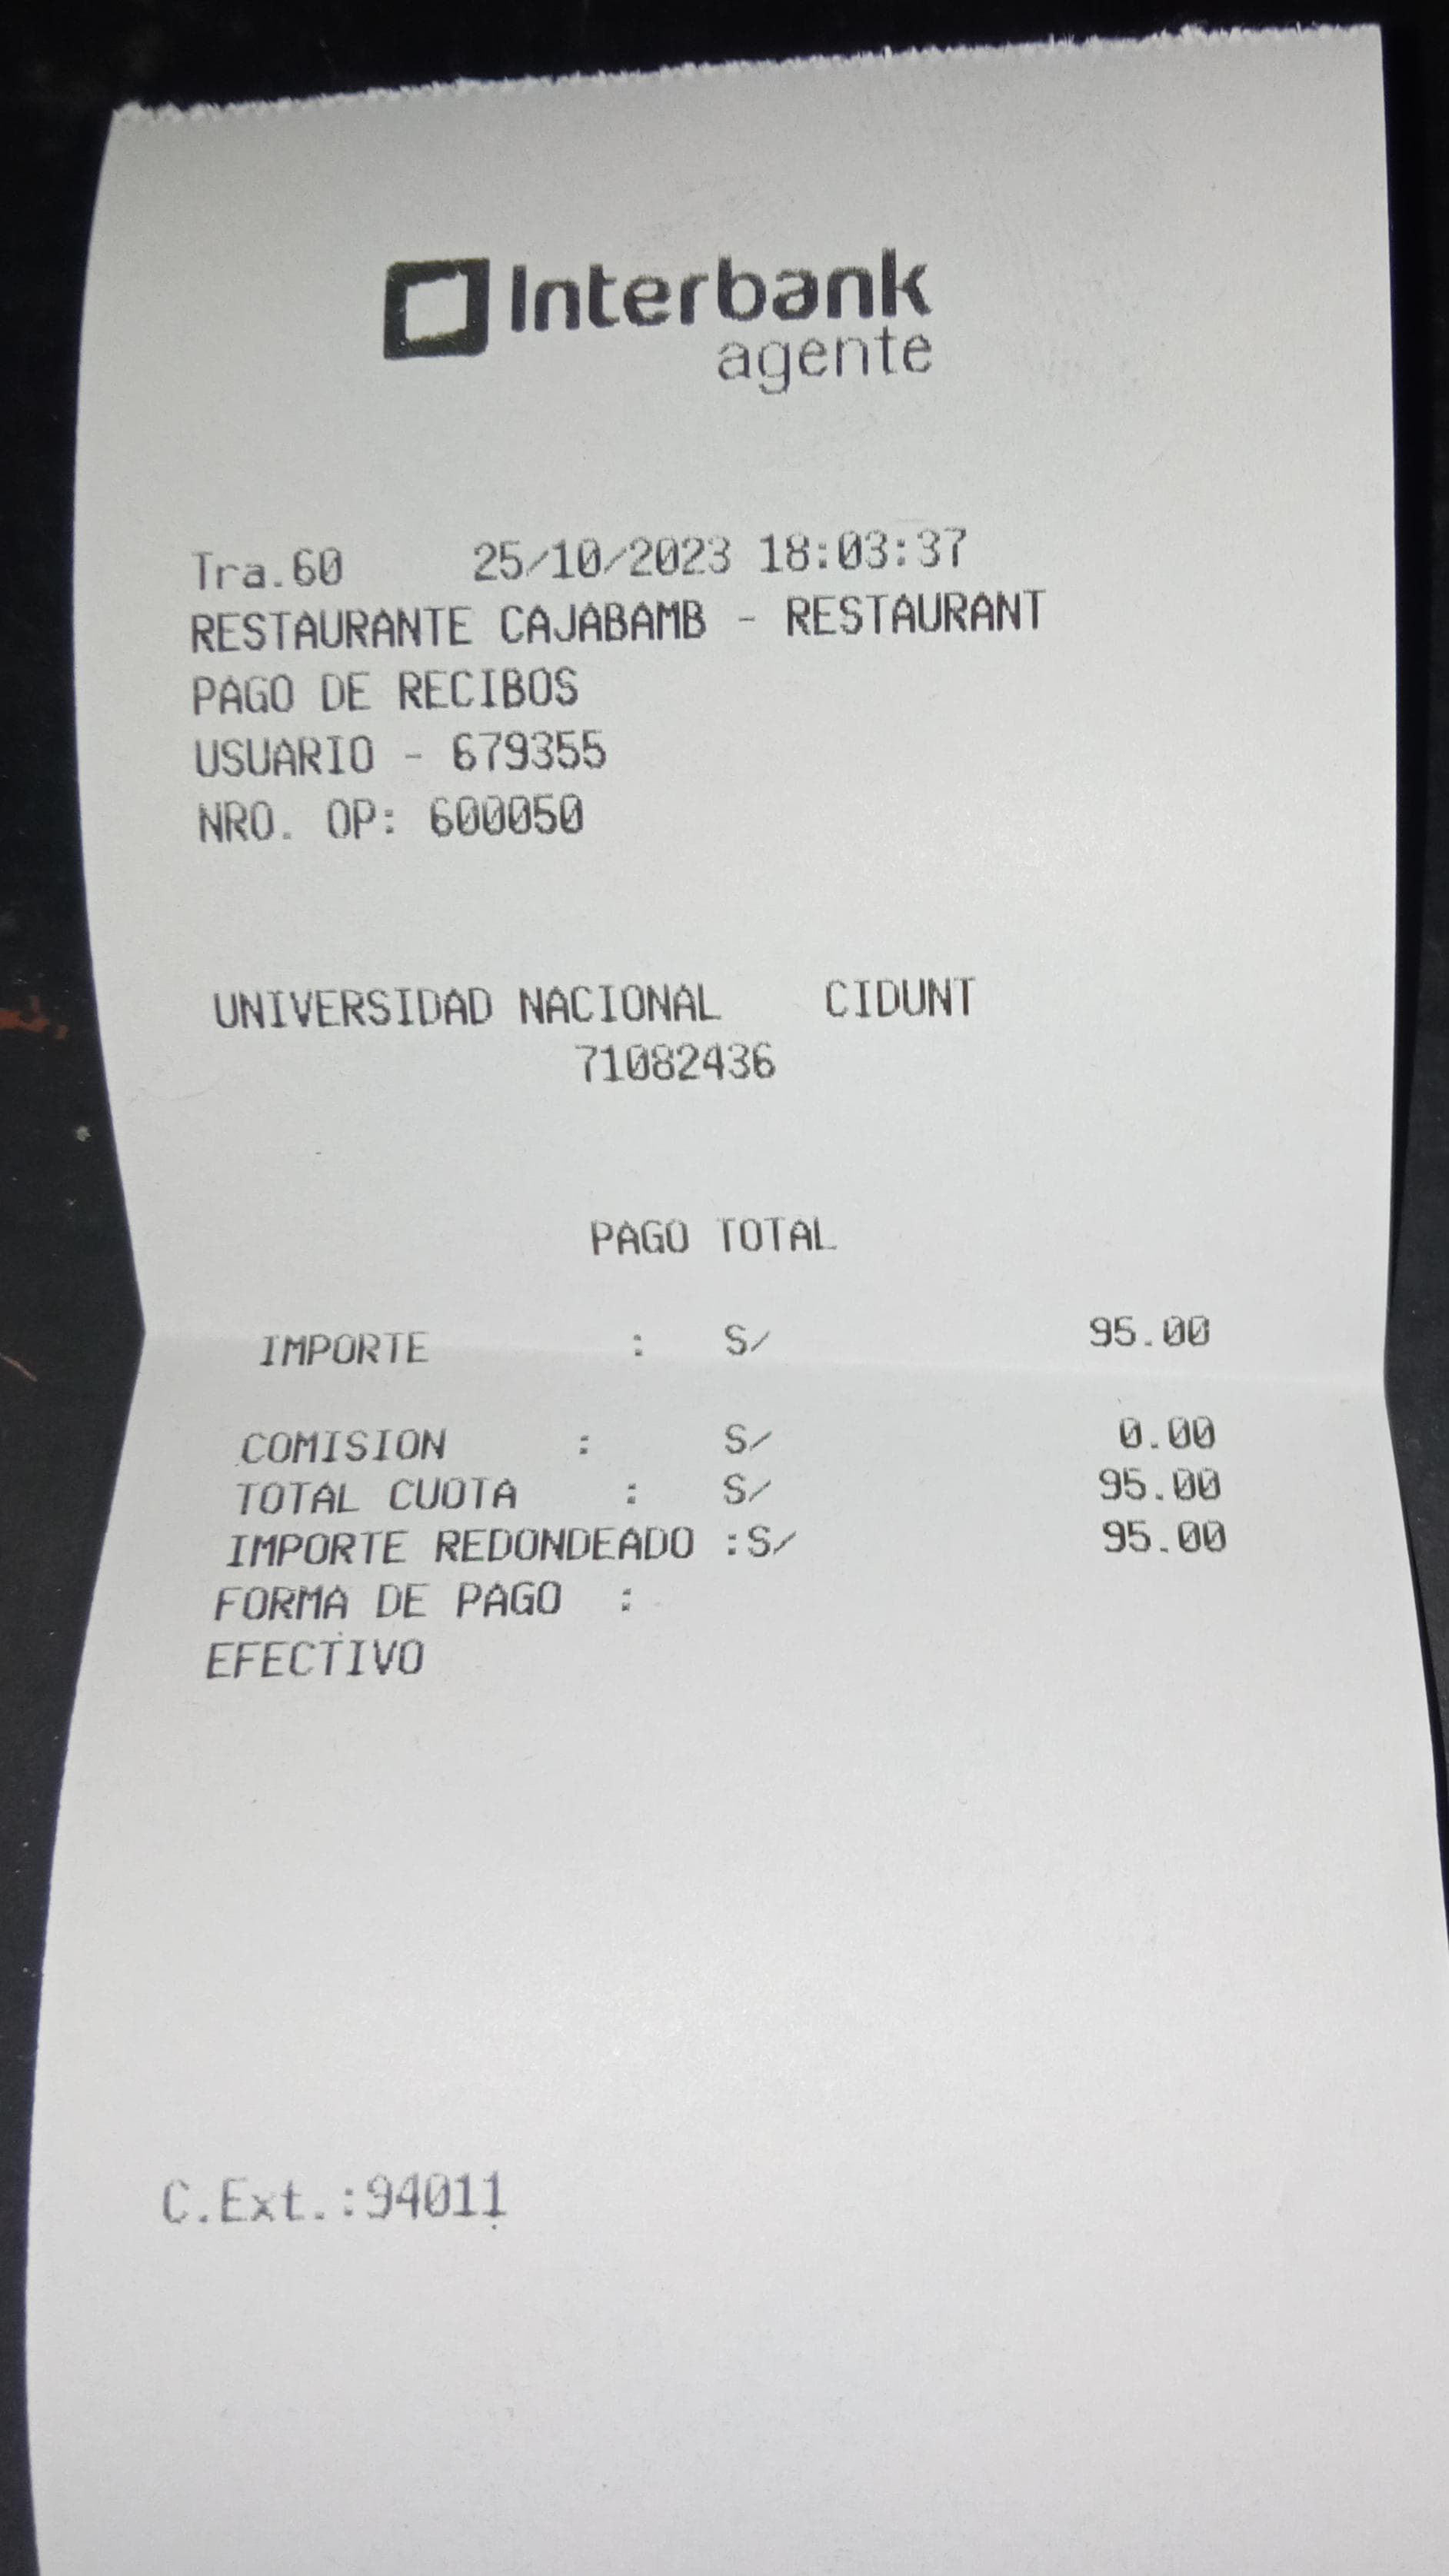 Interbank
agente
Tra.60 25/10/2023 18:03:37
RESTAURANTE CAJABAMB - RESTAURANT
PAGO DE RECIBOS
USUARIO - 679355
NRO. OP: 600050
UNIVERSIDAD NACIONAL CIDUNT
71082436
PAGO TOTAL
IMPORTE : S/ 95.00
COMISION : S/ 0.00
TOTAL CUOTA : S/ 95.00
IMPORTE REDONDEADO :S/ 95.00
FORMA DE PAGO :
EFECTIVO
C.Ext.:94011